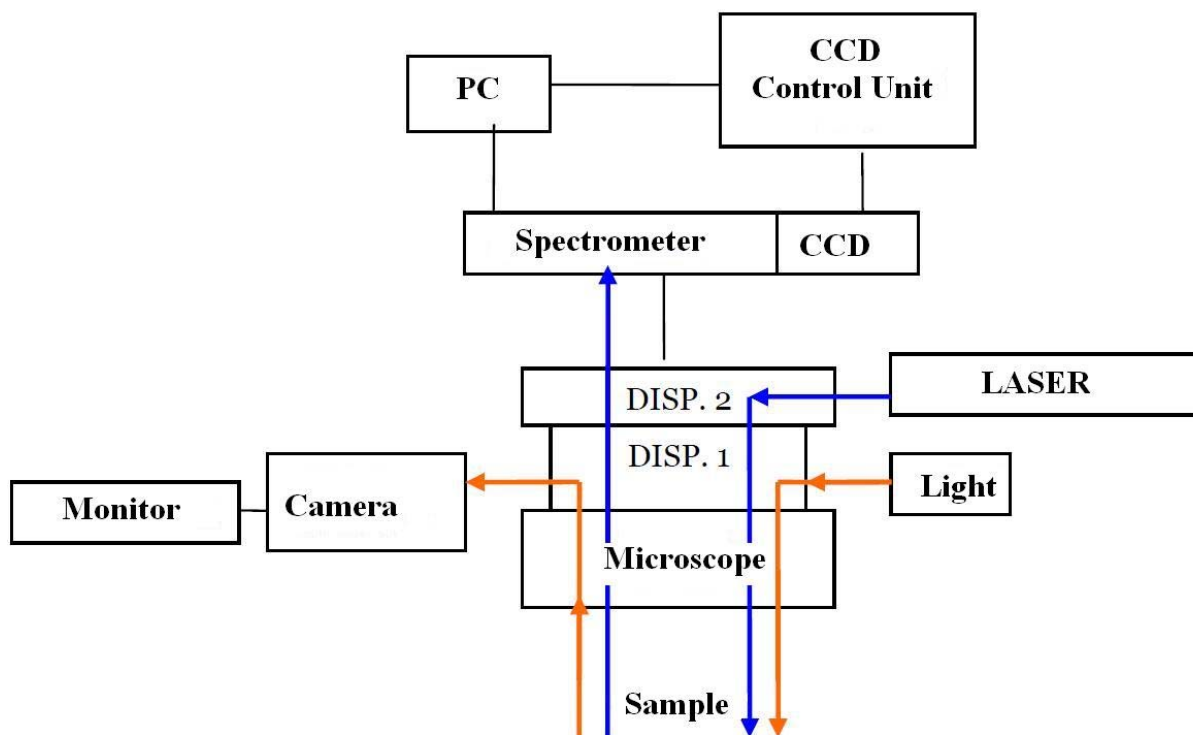 CCD
Control Unit
PC
Spectrometer
CCD
DISP. 2
LASER
DISP. 1
Light
Camera
Monitor
Microscope
Sample